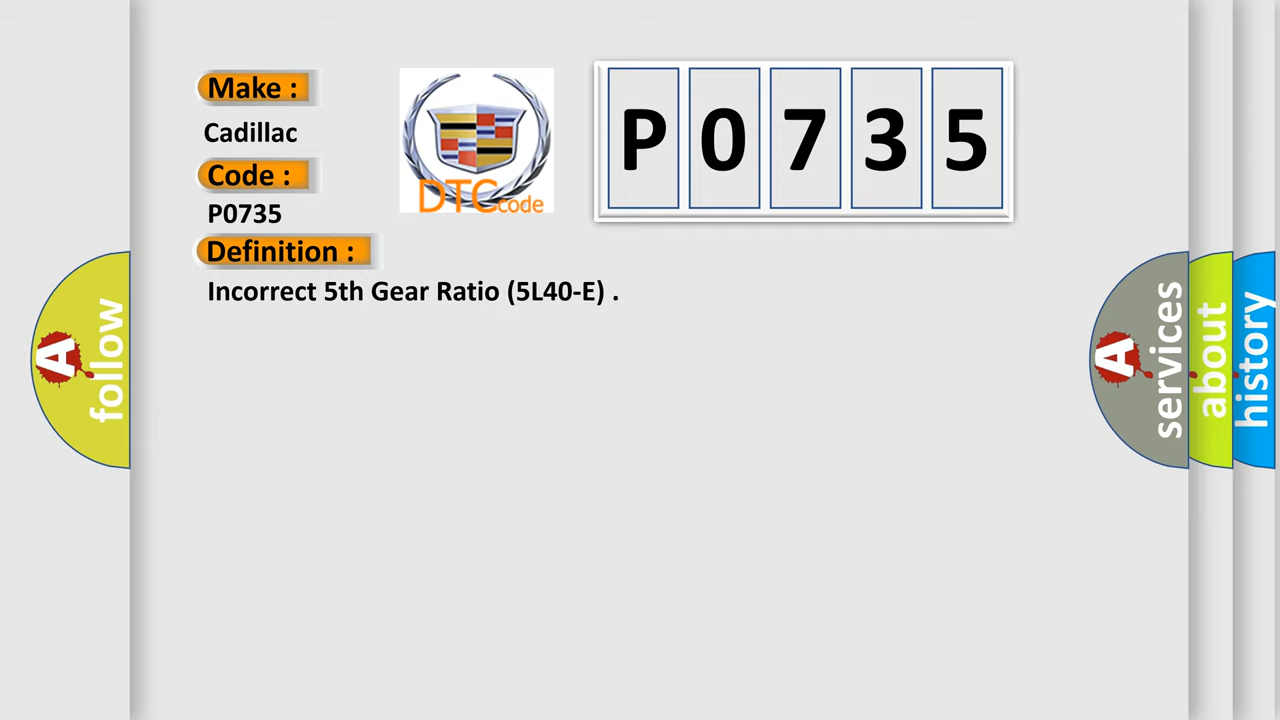 Make :
Cadillac
Code :
P0735
Definition :
Incorrect 5th Gear Ratio (5L40-E) .
DTCcode
P 0 7 3 5
A follow
A services
about
history